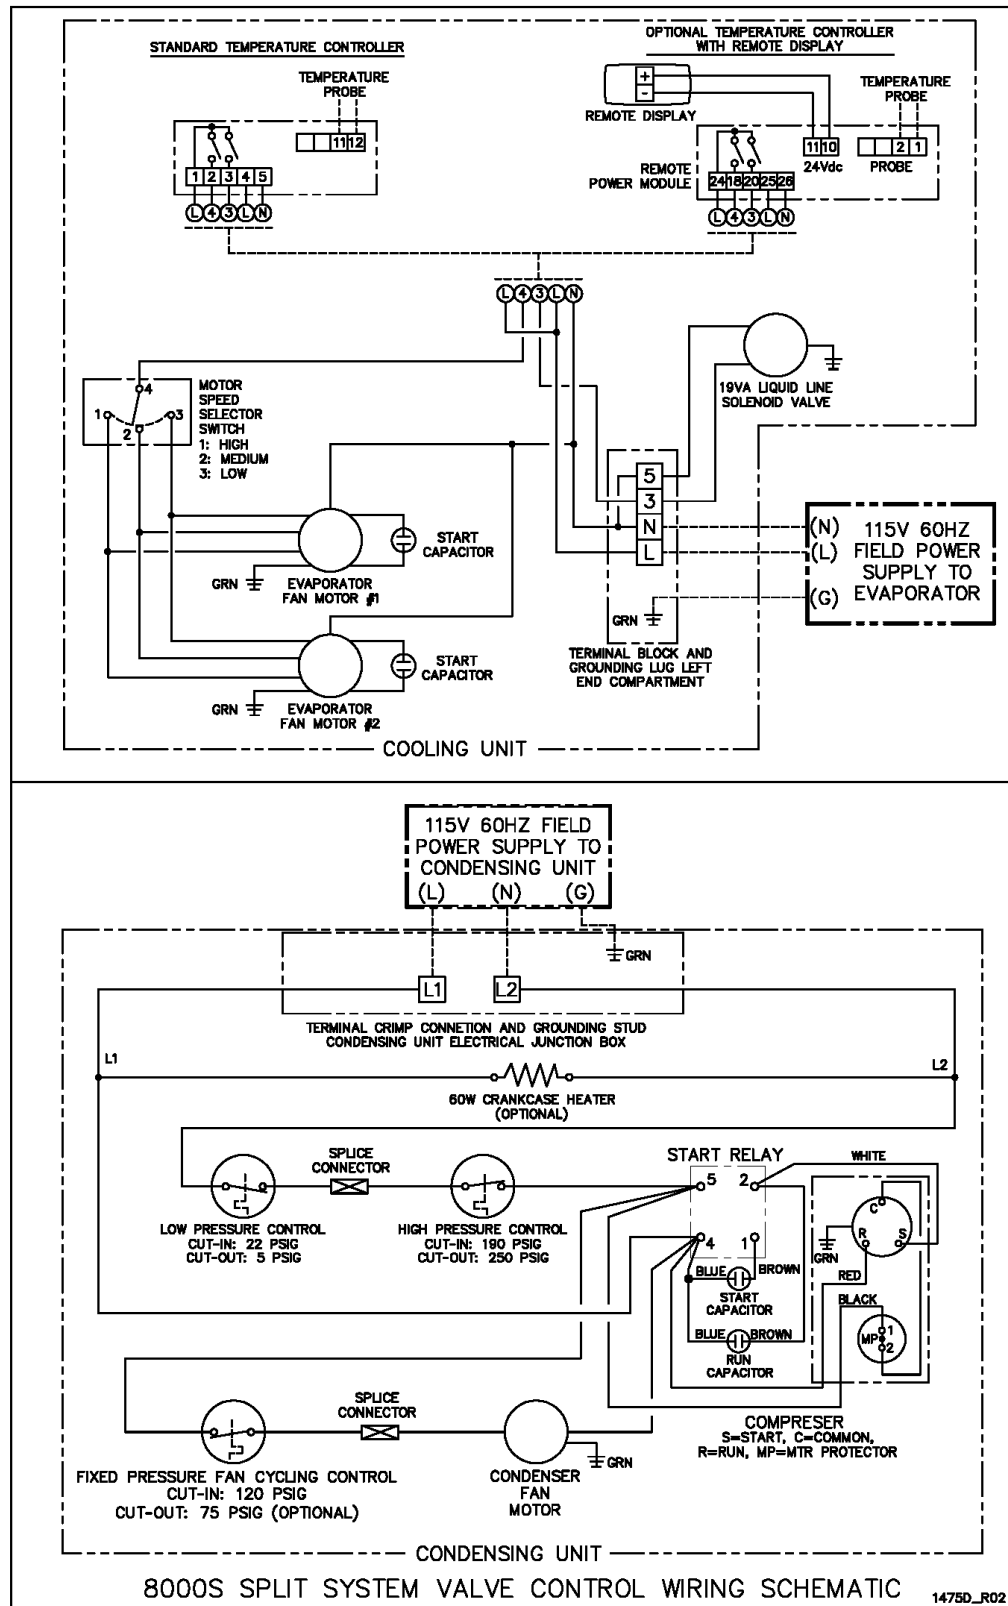 STANDARD TEMPERATURE CONTROLLER
TEMPERATURE
PROBE
11 12
1 2 3 4 5
L 4 3 L N
OPTIONAL TEMPERATURE CONTROLLER
WITH REMOTE DISPLAY
+
-
REMOTE DISPLAY
TEMPERATURE
PROBE
REMOTE
POWER MODULE
11 10
24Vdc
2 1
PROBE
24 18 20 25 26
L 4 3 L N
L 4 3 L N
19VA LIQUID LINE
SOLENOID VALVE
4
1
2
3
MOTOR
SPEED
SELECTOR
SWITCH
1: HIGH
2: MEDIUM
3: LOW
5
3
N
L
START
CAPACITOR
GRN
EVAPORATOR
FAN MOTOR #1
START
CAPACITOR
GRN
EVAPORATOR
FAN MOTOR #2
GRN
TERMINAL BLOCK AND
GROUNDING LUG LEFT
END COMPARTMENT
(N)
(L)
(G)
115V 60HZ
FIELD POWER
SUPPLY TO
EVAPORATOR
COOLING UNIT
115V 60HZ FIELD
POWER SUPPLY TO
CONDENSING UNIT
(L) (N) (G)
GRN
L1 L2
TERMINAL CRIMP CONNETION AND GROUNDING STUD
CONDENSING UNIT ELECTRICAL JUNCTION BOX
L1
L2
60W CRANKCASE HEATER
(OPTIONAL)
SPLICE
CONNECTOR
LOW PRESSURE CONTROL
CUT-IN: 22 PSIG
CUT-OUT: 5 PSIG
HIGH PRESSURE CONTROL
CUT-IN: 190 PSIG
CUT-OUT: 250 PSIG
START RELAY
5 2
4 1
WHITE
C
R S
GRN
RED
BLACK
1
MP
2
BLUE BROWN
START
CAPACITOR
BLUE BROWN
RUN
CAPACITOR
COMPRESER
S=START, C=COMMON,
R=RUN, MP=MTR PROTECTOR
SPLICE
CONNECTOR
FIXED PRESSURE FAN CYCLING CONTROL
CUT-IN: 120 PSIG
CUT-OUT: 75 PSIG (OPTIONAL)
CONDENSER
FAN
MOTOR
GRN
CONDENSING UNIT
8000S SPLIT SYSTEM VALVE CONTROL WIRING SCHEMATIC
1475D_R02